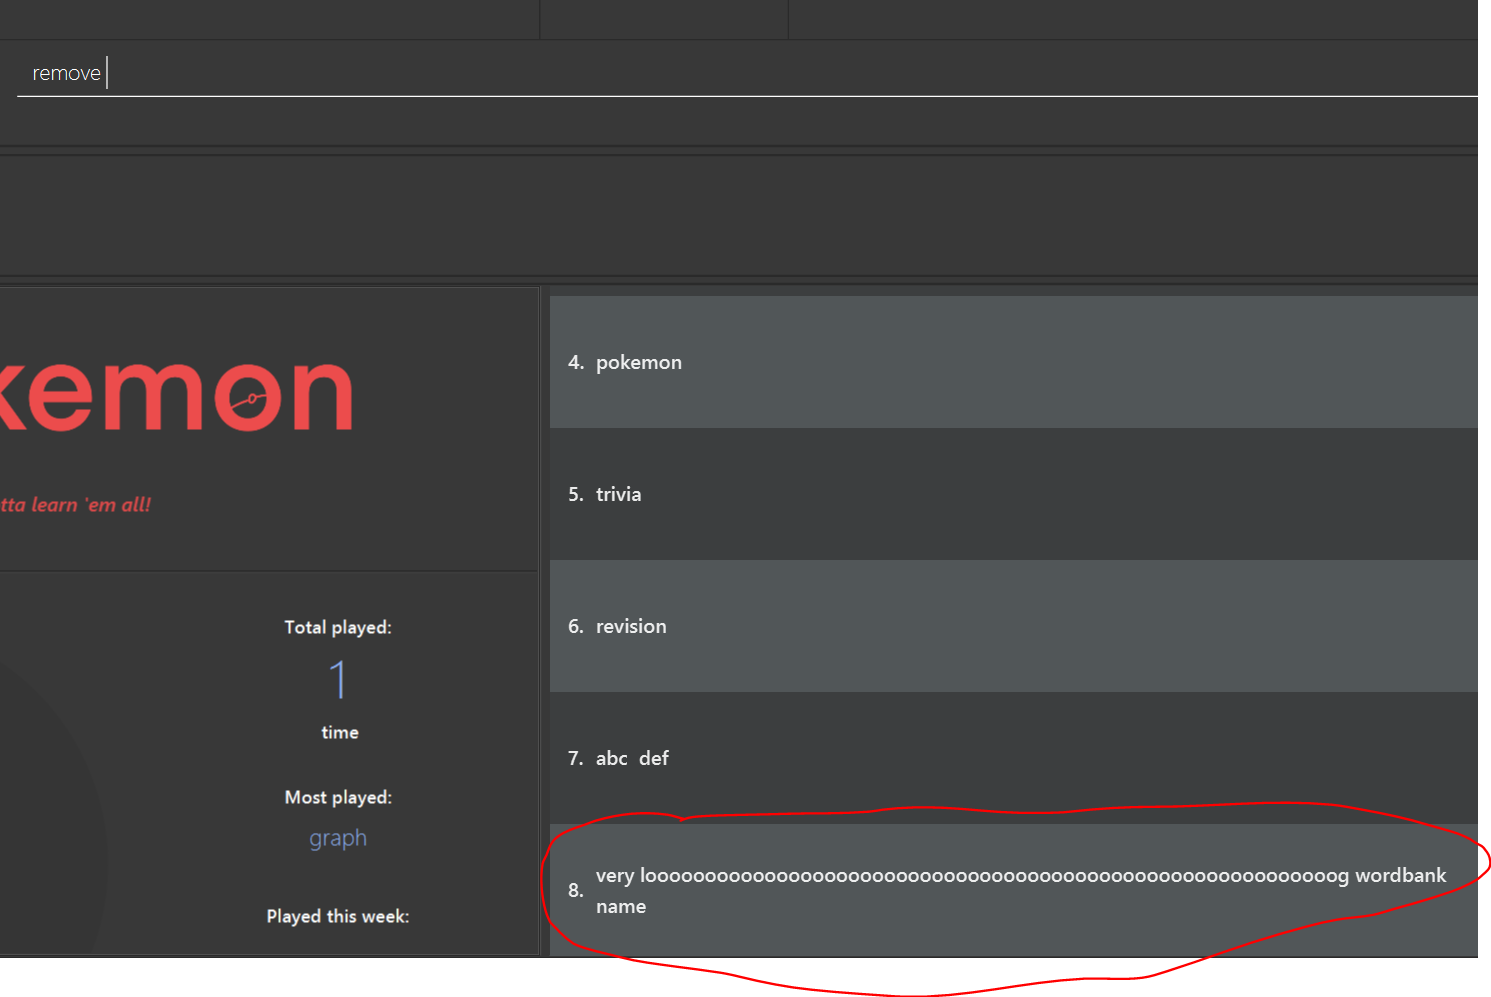 remove
kemon
tta learn 'em all!
Total played:
1
time
Most played:
graph
Played this week:
4. pokemon
5. trivia
6. revision
7. abc  def
8. very loooooooooooooooooooooooooooooooooooooooooooooooooooooooooog wordbank
name